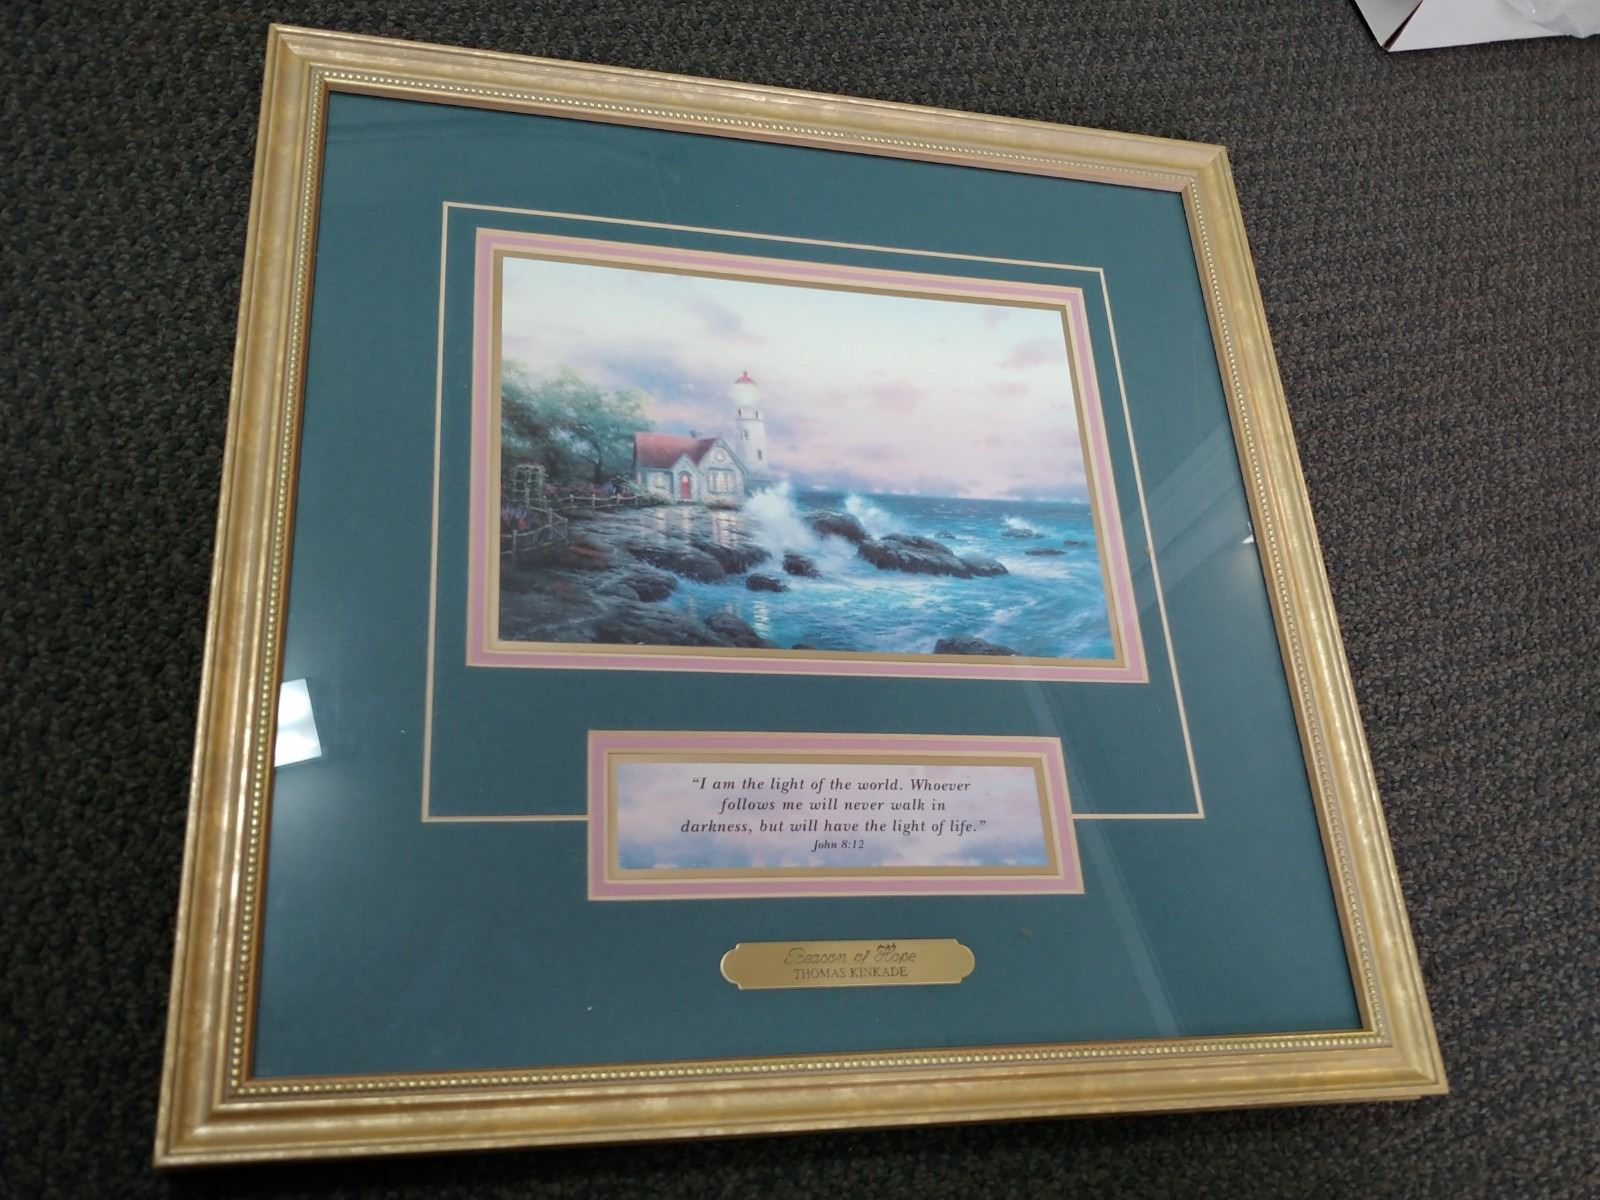 “I am the light of the world. Whoever
follows me will never walk in
darkness, but will have the light of life.”
John 8:12
Beacon of Hope
THOMAS KINKADE